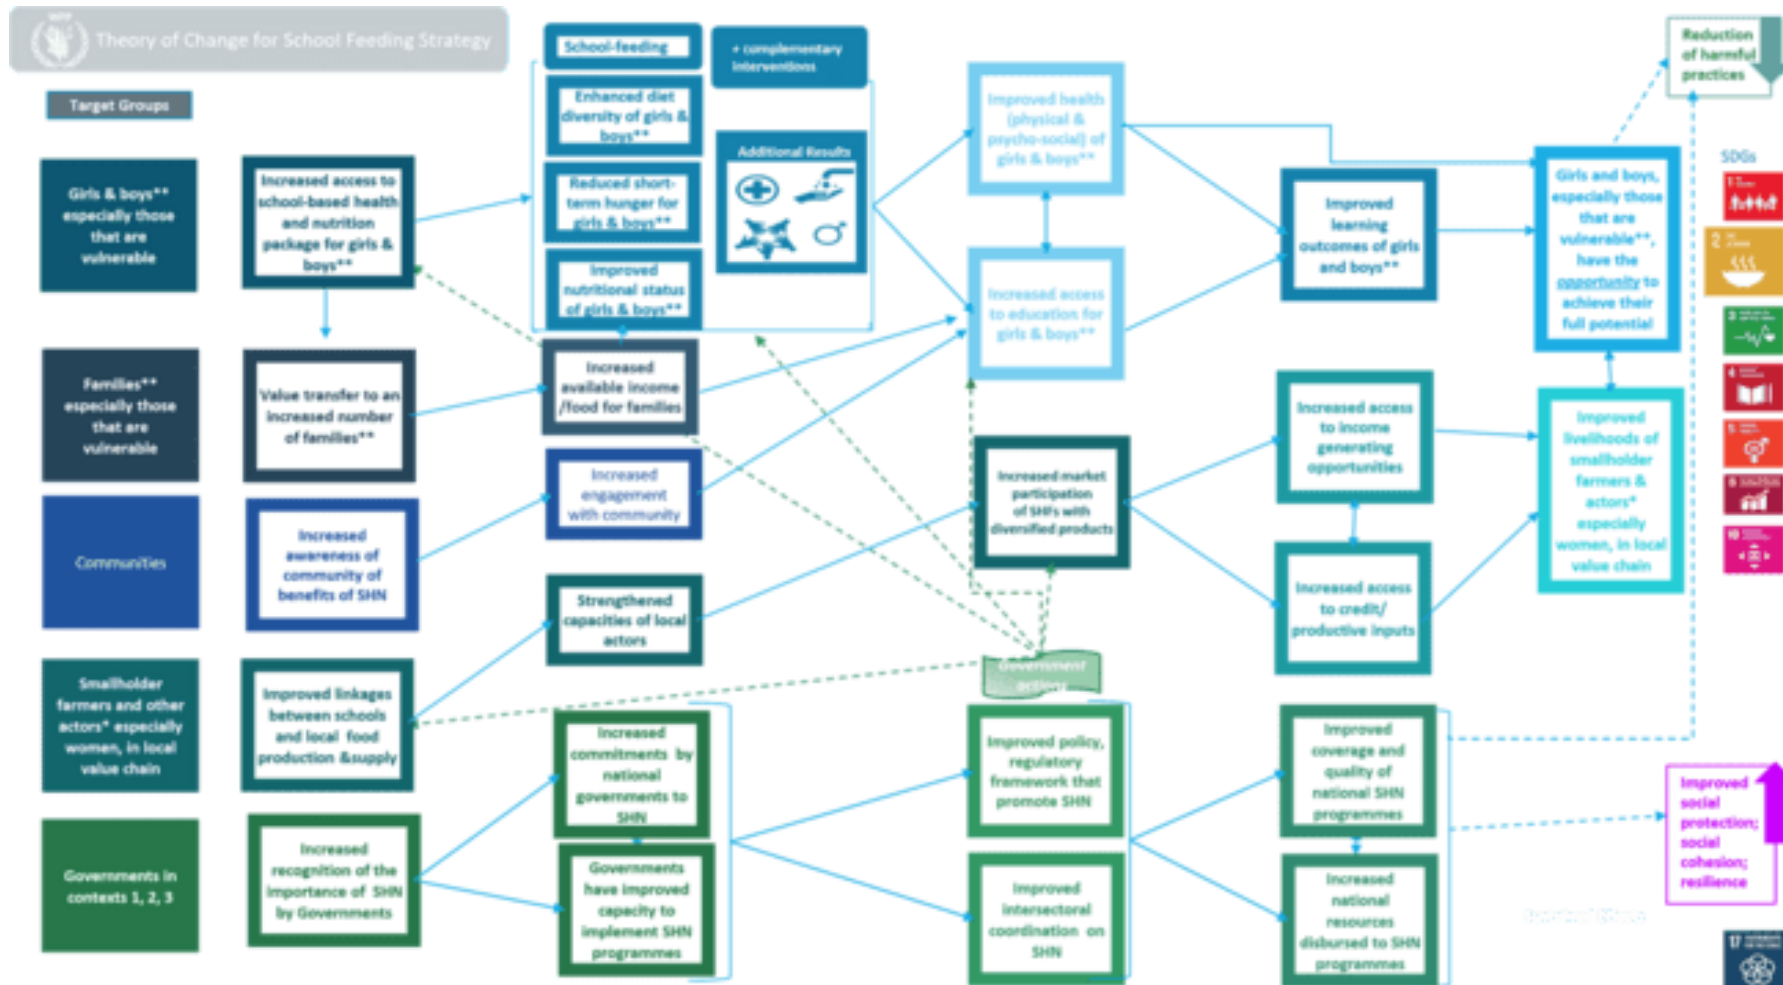 WFP
Theory of Change for School Feeding Strategy
Target Groups
Girls & boys**
especially those
that are
vulnerable
Families**
especially those
that are
vulnerable
Communities
Smallholder
farmers and other
actors* especially
women, in local
value chain
Governments in
contexts 1, 2, 3
Increased access to
school-based health
and nutrition
package for girls &
boys**
Value transfer to an
increased number
of families**
Increased
awareness of
community of
benefits of SHN
Improved linkages
between schools
and local food
production &supply
Increased
recognition of the
importance of SHN
by Governments
School-feeding
Enhanced diet
diversity of girls &
boys**
Reduced short-
term hunger for
girls & boys**
Improved
nutritional status
of girls & boys**
+ complementary
interventions
Additional Results
Increased
available income
/food for families
Increased
engagement
with community
Strengthened
capacities of local
actors
Increased
commitments by
national
governments to
SHN
Governments
have improved
capacity to
implement SHN
programmes
Improved health
(physical &
psycho-social) of
girls & boys**
Increased access
to education for
girls & boys**
Increased market
participation
of SHFs with
diversified products
Government
actions
Improved policy,
regulatory
framework that
promote SHN
Improved
intersectoral
coordination on
SHN
Improved
learning
outcomes of girls
and boys**
Increased access
to income
generating
opportunities
Increased access
to credit/
productive inputs
Improved
coverage and
quality of
national SHN
programmes
Increased
national
resources
disbursed to SHN
programmes
Girls and boys,
especially those
that are
vulnerable**,
have the
opportunity to
achieve their
full potential
Improved
livelihoods of
smallholder
farmers &
actors*
especially
women, in local
value chain
Reduction
of harmful
practices
Improved
social
protection;
social
cohesion;
resilience
SDGs
1
2
3
4
5
8
10
17